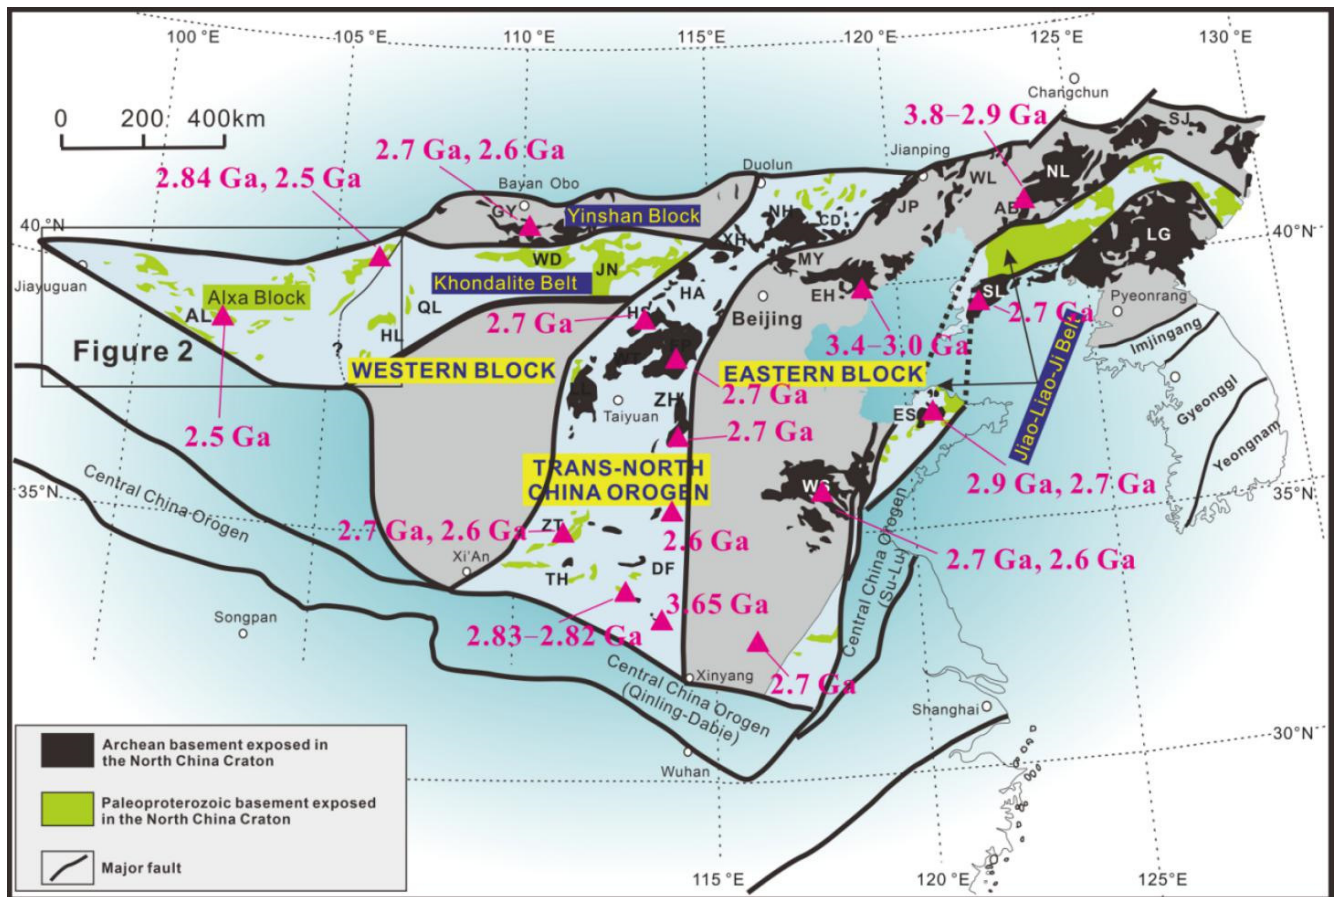 100 °E
105 °E
110 °E
115°E
120 °E
125 °E
130 °E
Changchun
0 200 400km
3.8–2.9 Ga
SJ
2.7 Ga, 2.6 Ga
Duolun
Jianping
NL
2.84 Ga, 2.5 Ga
Bayan Obo
WL
GY
Yinshan Block
NH
CD
JP
AB
40°N
XH
LG
40°N
WD
JN
MY
Jiayuguan
Khondalite Belt
HA
EH
SL
Pyeonrang
Alxa Block
QL
HS
2.7 Ga
Beijing
2.7 Ga
AL
HL
FP
3.4–3.0 Ga
Imjingang
Figure 2
?
WT
WESTERN BLOCK
EASTERN BLOCK
2.7 Ga
Gyeonggl
LL
Taiyuan
ZH
ES
Jiao-Liao-Ji Belt
2.5 Ga
2.7 Ga
Yeongnam
TRANS-NORTH
CHINA OROGEN
WS
2.9 Ga, 2.7 Ga
35°N
35°N
Central China Orogen
2.7 Ga, 2.6 Ga
ZT
2.6 Ga
Xi'An
2.7 Ga, 2.6 Ga
TH
DF
Central China Orogen
(Su-Lu)
3.65 Ga
Songpan
2.83–2.82 Ga
Central China Orogen
(Qinling-Dabie)
Xinyang
2.7 Ga
Shanghai
30°N
Wuhan
Archean basement exposed in
the North China Craton
Paleoproterozoic basement exposed
in the North China Craton
Major fault
115 °E
120 °E
125°E